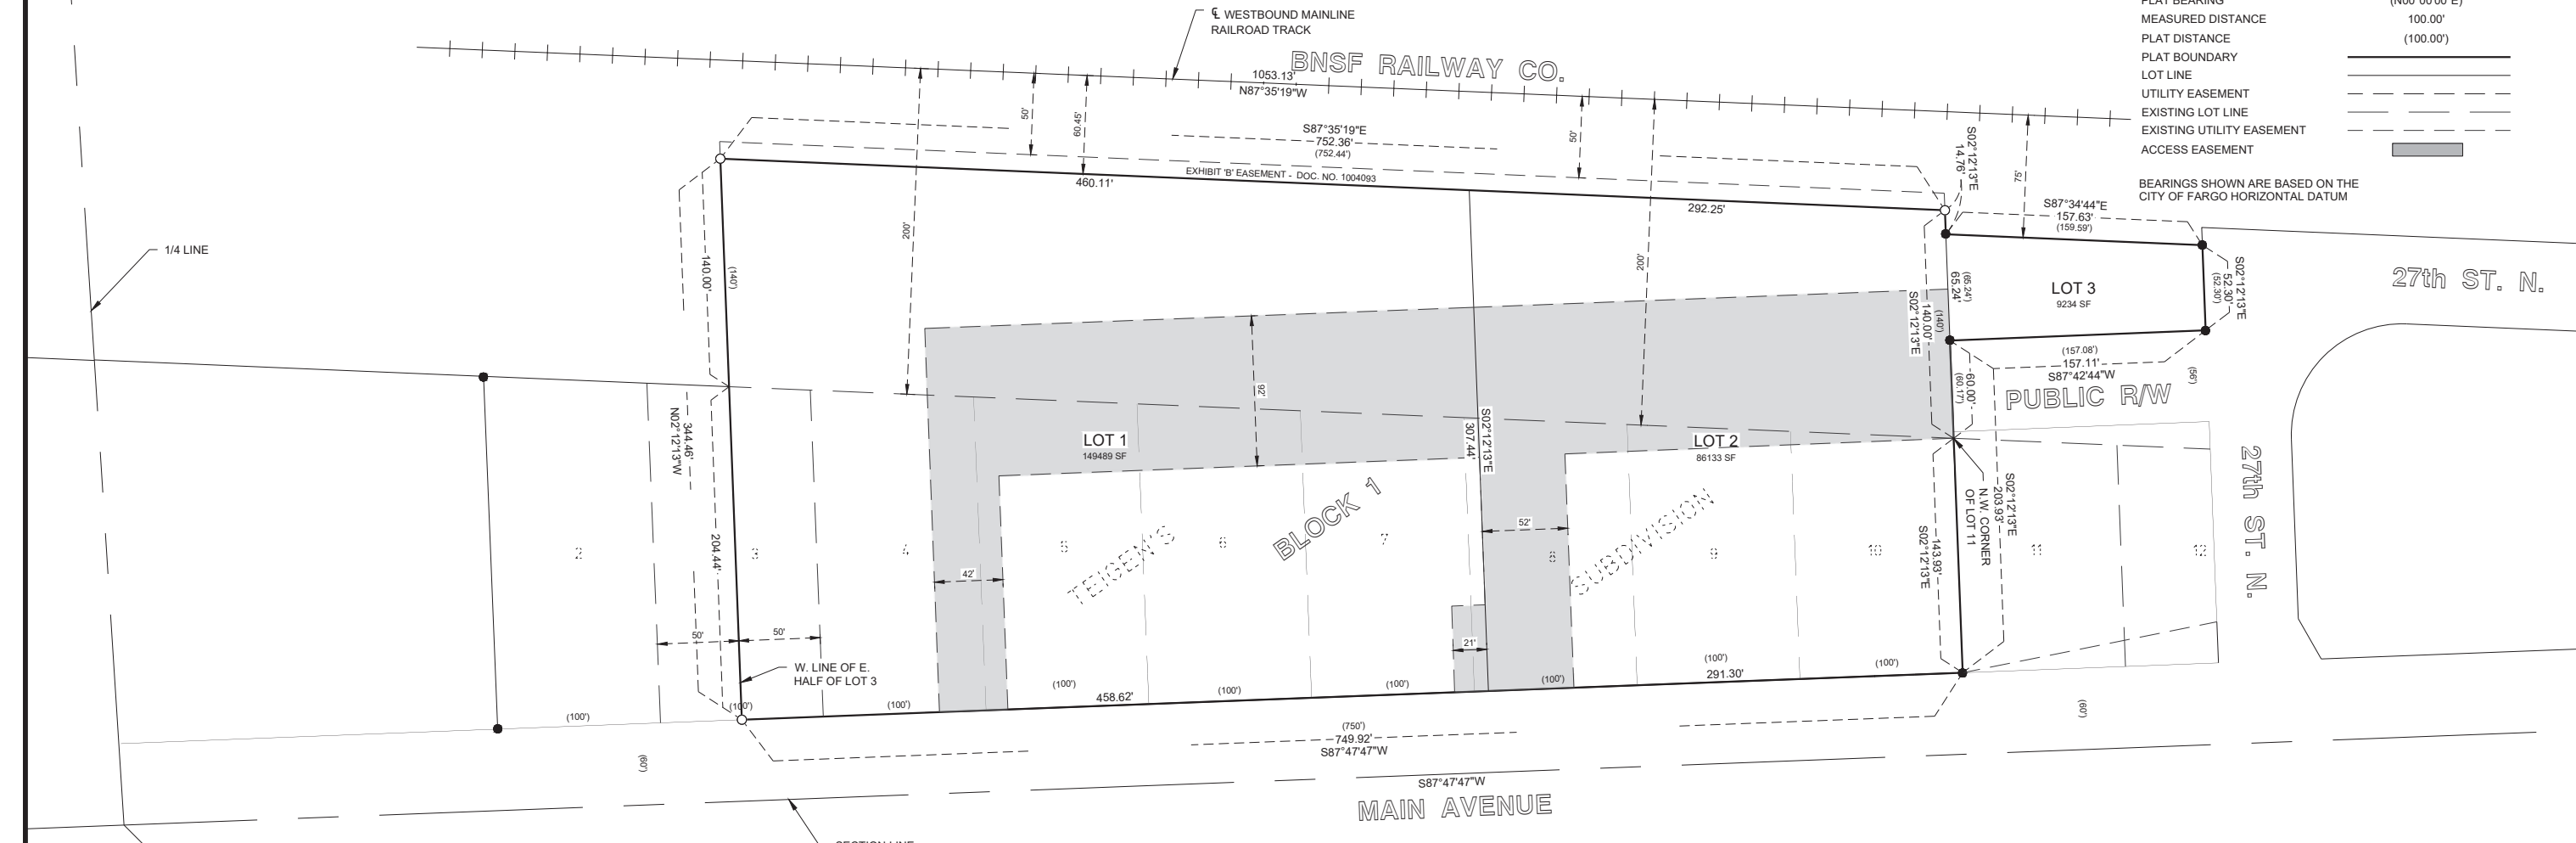 ℄ WESTBOUND MAINLINE
RAILROAD TRACK
BNSF RAILWAY CO.
1053.13'
N87°35'19"W
PLAT BEARING (N00°00'00"E)
MEASURED DISTANCE 100.00'
PLAT DISTANCE (100.00')
PLAT BOUNDARY
LOT LINE
UTILITY EASEMENT
EXISTING LOT LINE
EXISTING UTILITY EASEMENT
ACCESS EASEMENT
BEARINGS SHOWN ARE BASED ON THE
CITY OF FARGO HORIZONTAL DATUM
50'
60.45'
S87°35'19"E
752.36'
(752.44')
50'
EXHIBIT 'B' EASEMENT - DOC. NO. 1004093
460.11'
292.25'
S02°12'13"E
14.76'
75'
S87°34'44"E
157.63'
(159.59')
200'
200'
1/4 LINE
140.00'
(140')
LOT 3
9234 SF
S02°12'13"E
52.30'
(52.30')
27th ST. N.
(65.24')
65.24'
(140')
140.00'
S02°12'13"E
(157.08')
157.11'
S87°42'44"W
(56')
PUBLIC R/W
60.00'
(60.17')
92'
LOT 1
149489 SF
S02°12'13"E
307.44'
LOT 2
86133 SF
344.46'
N02°12'13"W
204.44'
BLOCK 1
TEIGEN'S
SUBDIVISION
2
3
4
5
6
7
8
9
10
11
12
52'
42'
21'
50'
50'
W. LINE OF E.
HALF OF LOT 3
143.93'
S02°12'13"E
N.W. CORNER
OF LOT 11
S02°12'13"E
203.93'
27th ST. N.
(100')
(100')
(100')
(100')
(100')
(100')
(100')
(100')
(100')
458.62'
291.30'
(60')
(60')
(750')
749.92'
S87°47'47"W
S87°47'47"W
MAIN AVENUE
SECTION LINE